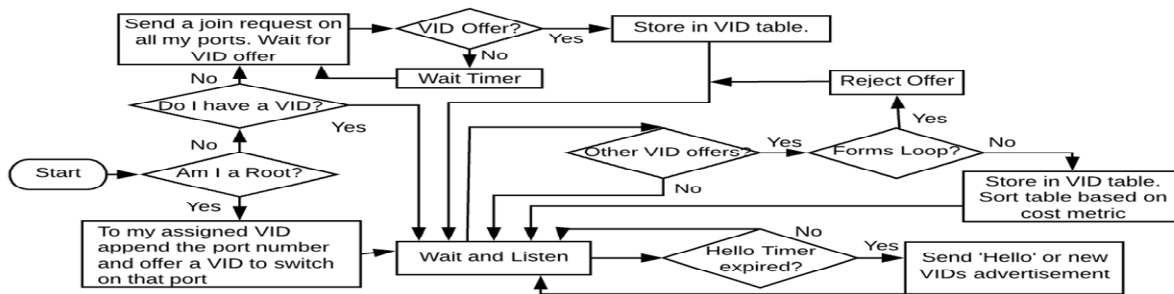 Send a join request on
all my ports. Wait for
VID offer
VID Offer?
Yes
Store in VID table.
No
Wait Timer
Reject Offer
No
Do I have a VID?
Yes
Yes
Other VID offers?
Yes
Forms Loop?
No
No
Start
Am I a Root?
No
Store in VID table.
Sort table based on
cost metric
Yes
To my assigned VID
append the port number
and offer a VID to switch
on that port
Wait and Listen
No
Hello Timer
expired?
Yes
Send 'Hello' or new
VIDs advertisement